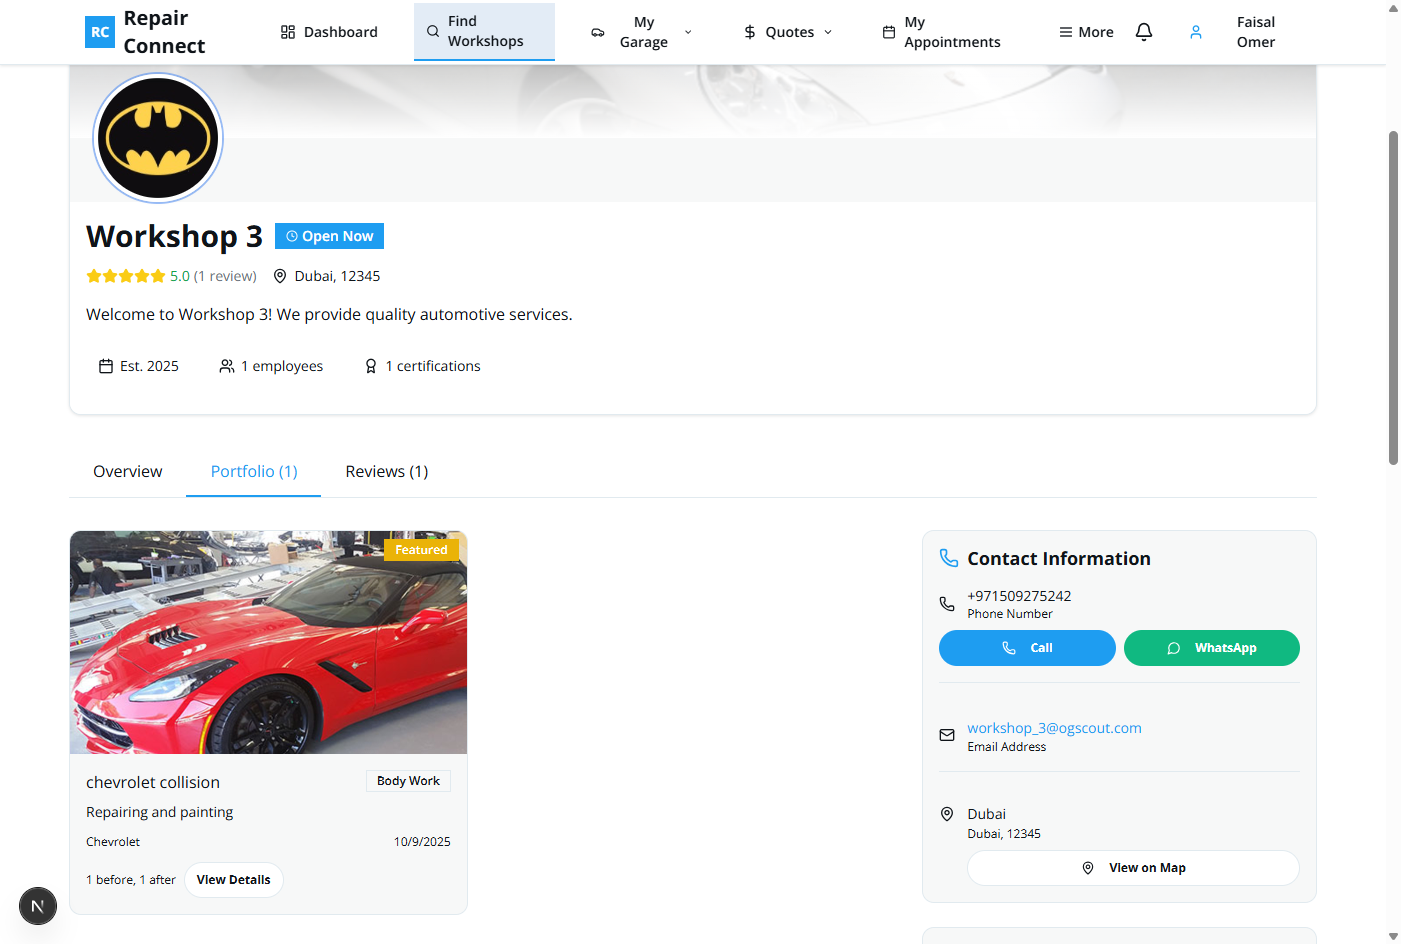 RC
Repair
Connect
Dashboard
Find
Workshops
My
Garage
Quotes
My
Appointments
More
Faisal
Omer
Workshop 3
Open Now
5.0 (1 review)
Dubai, 12345
Welcome to Workshop 3! We provide quality automotive services.
Est. 2025
1 employees
1 certifications
Overview
Portfolio (1)
Reviews (1)
Featured
chevrolet collision
Body Work
Repairing and painting
Chevrolet
10/9/2025
1 before, 1 after
View Details
Contact Information
+971509275242
Phone Number
Call
WhatsApp
workshop_3@ogscout.com
Email Address
Dubai
Dubai, 12345
View on Map
N